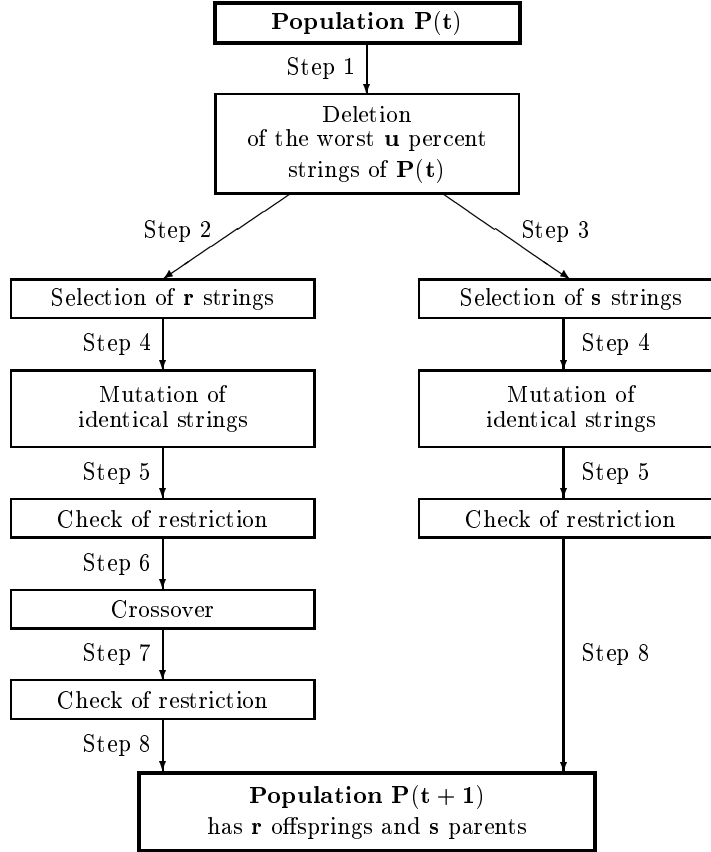 Population P(t)
Step 1
Deletion
of the worst u percent
strings of P(t)
Step 2
Step 3
Selection of r strings
Selection of s strings
Step 4
Step 4
Mutation of
identical strings
Mutation of
identical strings
Step 5
Step 5
Check of restriction
Check of restriction
Step 6
Crossover
Step 7
Step 8
Check of restriction
Step 8
Population P(t + 1)
has r offsprings and s parents